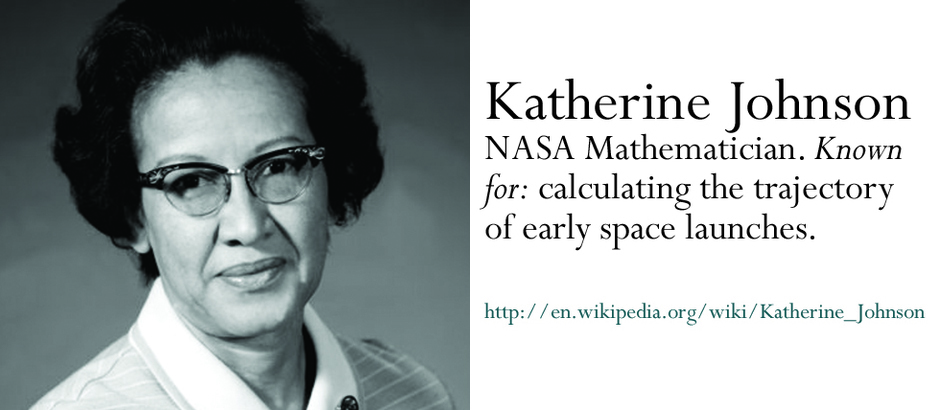 Katherine Johnson
NASA Mathematician. Known
for: calculating the trajectory
of early space launches.
http://en.wikipedia.org/wiki/Katherine_Johnson